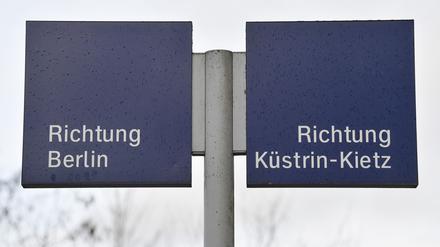 Richtung
Berlin
Richtung
Küstrin-Kietz